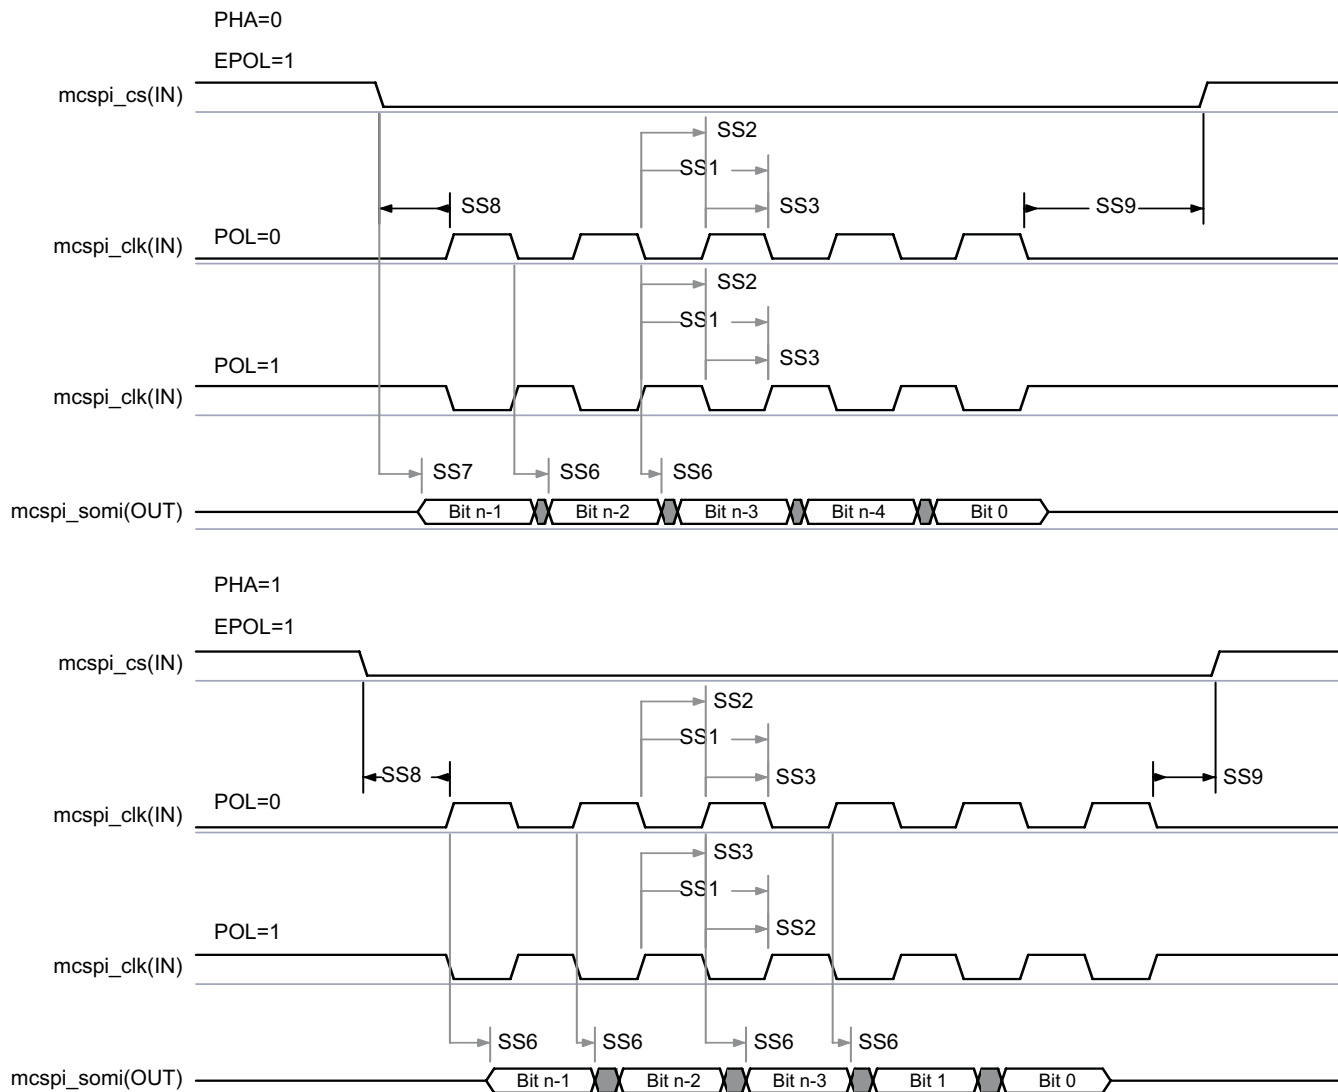 PHA=0
EPOL=1
mcspi_cs(IN)
SS2
SS1
SS8
SS3
SS9
POL=0
mcspi_clk(IN)
SS2
SS1
SS3
POL=1
mcspi_clk(IN)
SS7 SS6 SS6
mcspi_somi(OUT) Bit n-1 Bit n-2 Bit n-3 Bit n-4 Bit 0
PHA=1
EPOL=1
mcspi_cs(IN)
SS2
SS1
SS8 SS3 SS9
POL=0
mcspi_clk(IN)
SS3
SS1
SS2
POL=1
mcspi_clk(IN)
SS6 SS6 SS6 SS6
mcspi_somi(OUT) Bit n-1 Bit n-2 Bit n-3 Bit 1 Bit 0